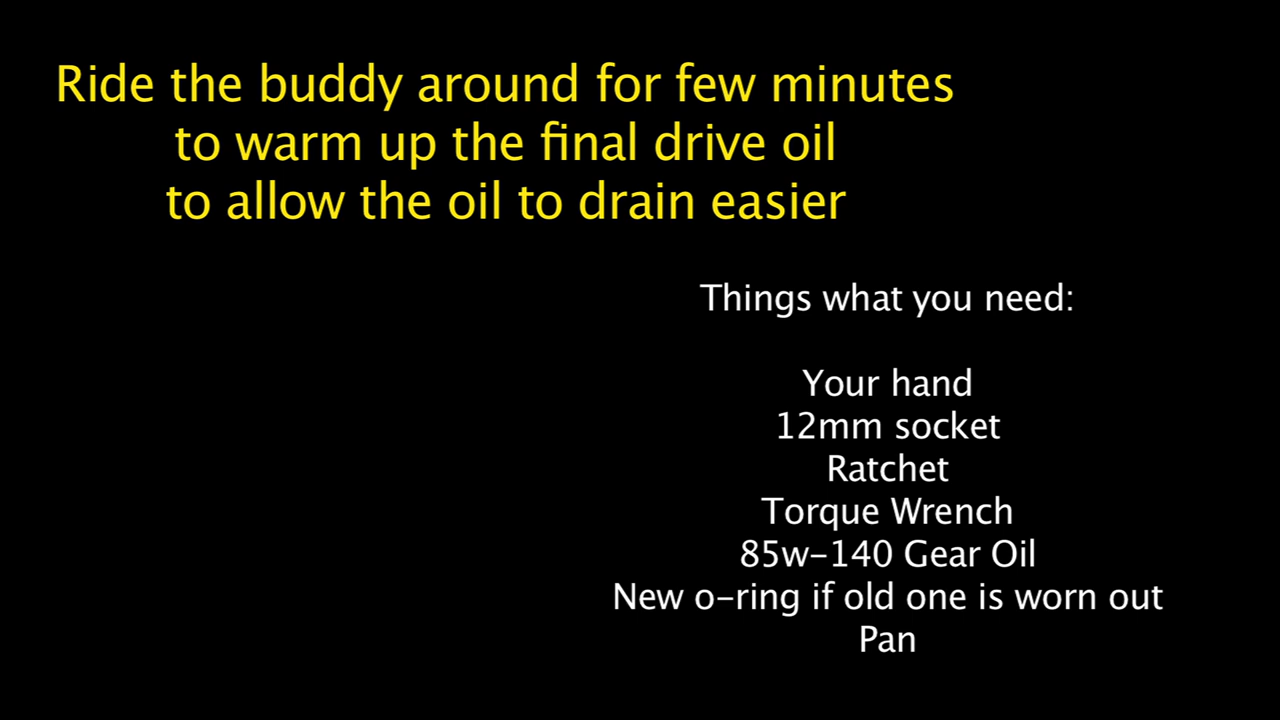 Ride the buddy around for few minutes
to warm up the final drive oil
to allow the oil to drain easier
Things what you need:
Your hand
12mm socket
Ratchet
Torque Wrench
85w-140 Gear Oil
New o-ring if old one is worn out
Pan